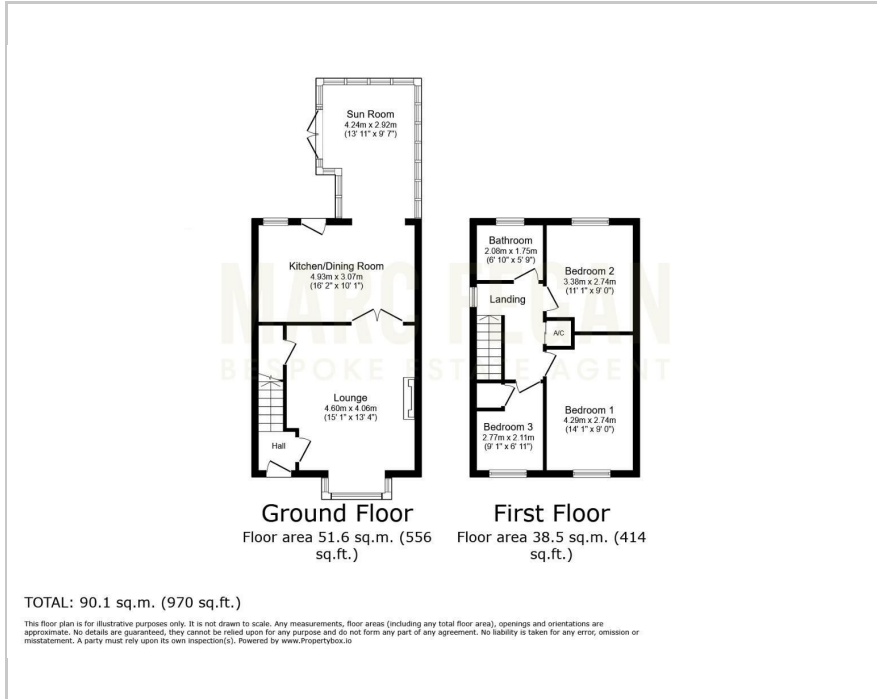 Sun Room
4.24m x 2.92m
(13' 11" x 9' 7")
Kitchen/Dining Room
4.93m x 3.07m
(16' 2" x 10' 1")
Lounge
4.60m x 4.06m
(15' 1" x 13' 4")
Hall
Bathroom
2.08m x 1.75m
(6' 10" x 5' 9")
Bedroom 2
3.38m x 2.74m
(11' 1" x 9' 0")
Landing
A/C
Bedroom 1
4.29m x 2.74m
(14' 1" x 9' 0")
Bedroom 3
2.77m x 2.11m
(9' 1" x 6' 11")
MARC FEGAN
BESPOKE ESTATE AGENT
Ground Floor
Floor area 51.6 sq.m. (556
sq.ft.)
First Floor
Floor area 38.5 sq.m. (414
sq.ft.)
TOTAL: 90.1 sq.m. (970 sq.ft.)
This floor plan is for illustrative purposes only. It is not drawn to scale. Any measurements, floor areas (including any total floor area), openings and orientations are
approximate. No details are guaranteed, they cannot be relied upon for any purpose and do not form any part of any agreement. No liability is taken for any error, omission or
misstatement. A party must rely upon its own inspection(s). Powered by www.Propertybox.io